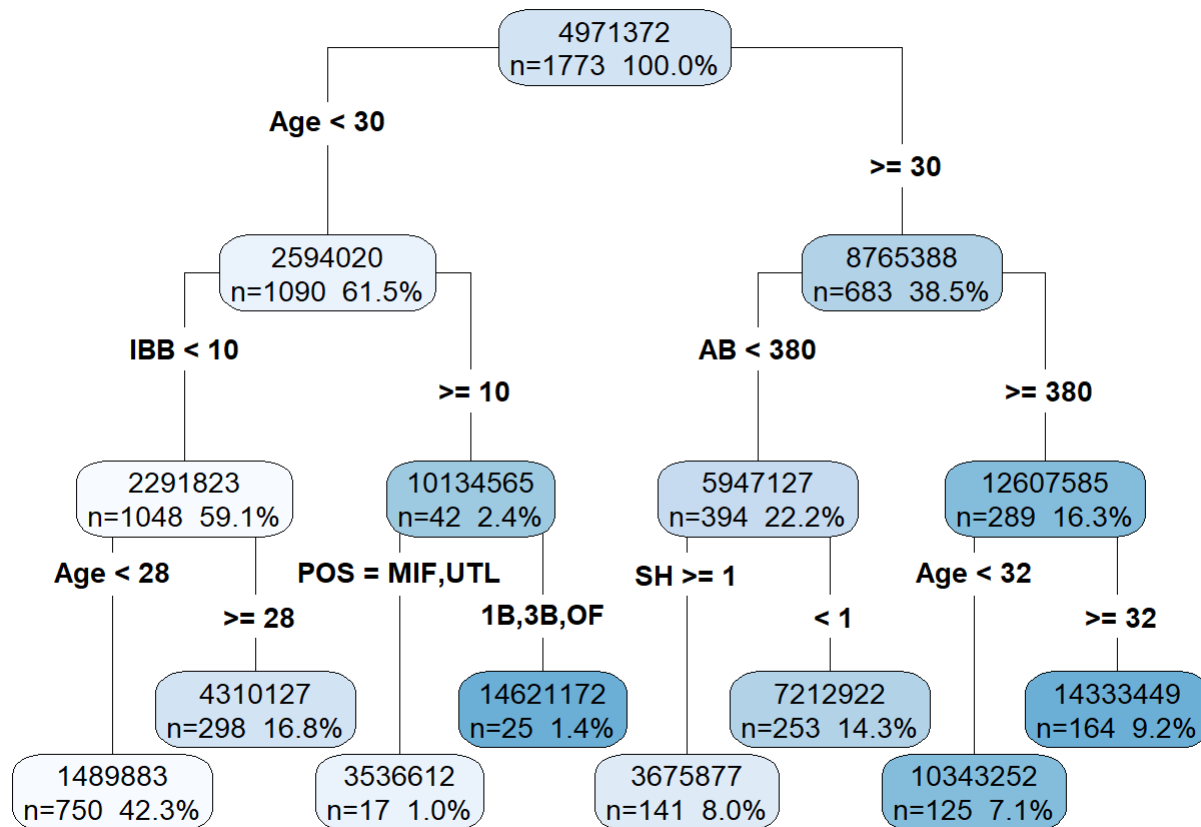 4971372
n=1773 100.0%
Age < 30
>= 30
2594020
n=1090 61.5%
8765388
n=683 38.5%
IBB < 10
>= 10
AB < 380
>= 380
2291823
n=1048 59.1%
10134565
n=42 2.4%
5947127
n=394 22.2%
12607585
n=289 16.3%
Age < 28
>= 28
POS = MIF,UTL
1B,3B,OF
SH >= 1
< 1
Age < 32
>= 32
4310127
n=298 16.8%
14621172
n=25 1.4%
7212922
n=253 14.3%
14333449
n=164 9.2%
1489883
n=750 42.3%
3536612
n=17 1.0%
3675877
n=141 8.0%
10343252
n=125 7.1%